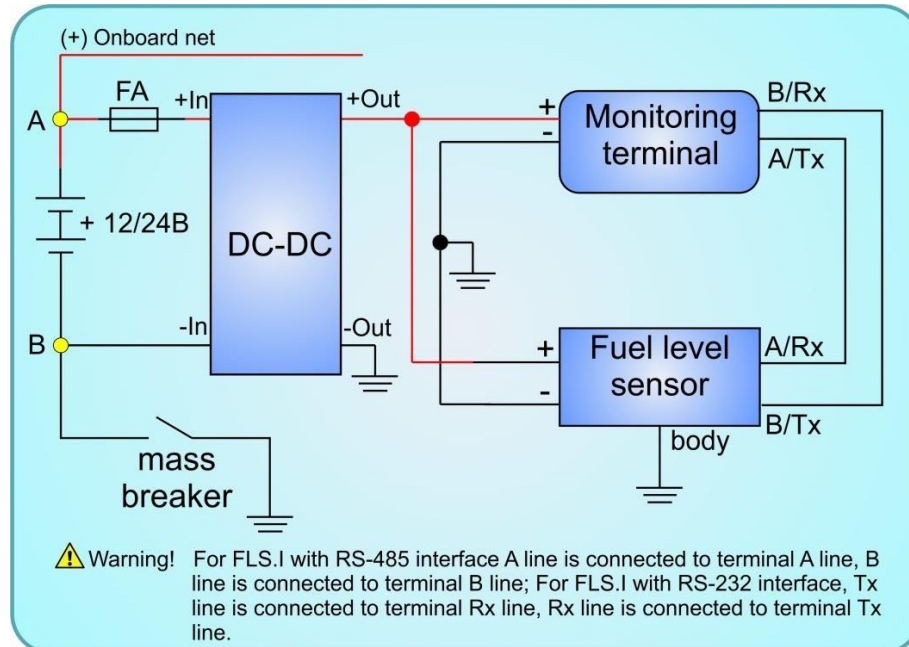 (+) Onboard net
FA
+In
+Out
A
+ 12/24B
DC-DC
B
-In
-Out
mass
breaker
+
-
Monitoring
terminal
B/Rx
A/Tx
+
-
Fuel level
sensor
A/Rx
B/Tx
body
Warning! For FLS.I with RS-485 interface A line is connected to terminal A line, B
line is connected to terminal B line; For FLS.I with RS-232 interface, Tx
line is connected to terminal Rx line, Rx line is connected to terminal Tx
line.